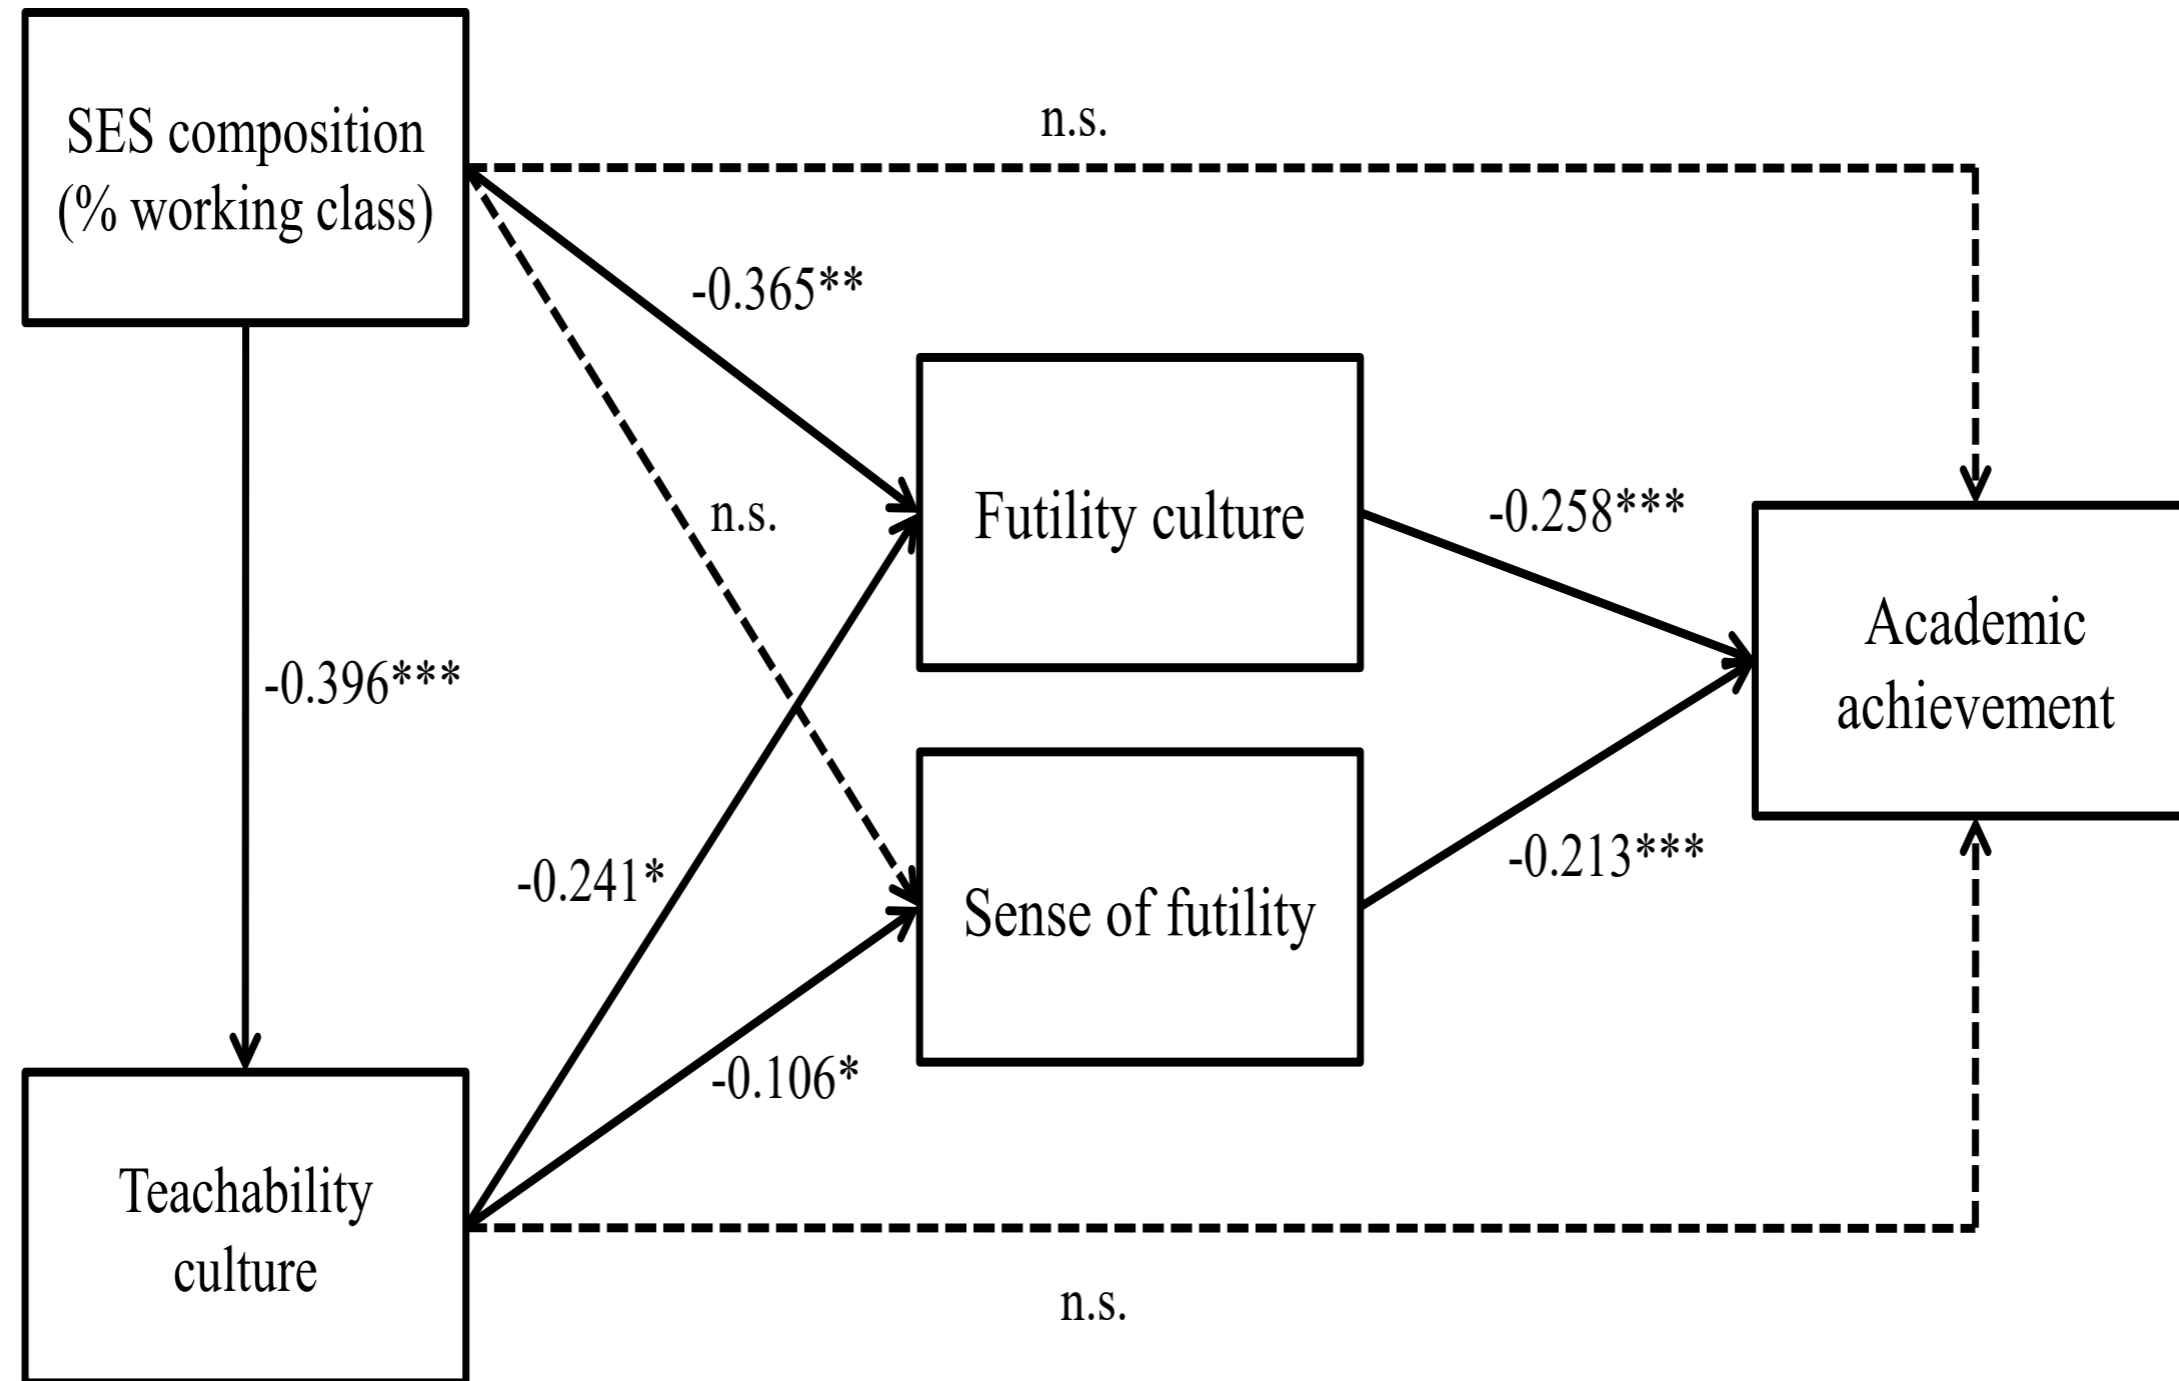 SES composition
(% working class)
n.s.
-0.365**
n.s.
Futility culture
-0.258***
Academic
achievement
-0.396***
-0.241*
Sense of futility
-0.213***
-0.106*
Teachability
culture
n.s.